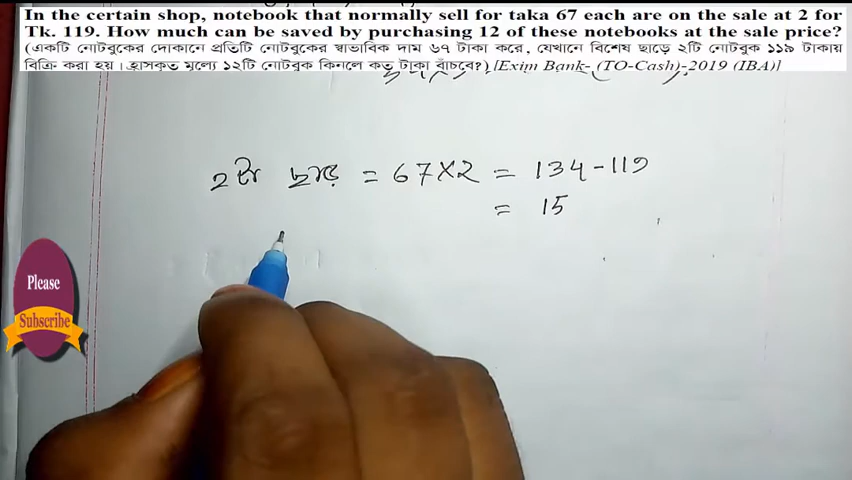 In the certain shop, notebook that normally sell for taka 67 each are on the sale at 2 for
Tk. 119. How much can be saved by purchasing 12 of these notebooks at the sale price?
(একটি নোটবুকের দোকানে প্রতিটি নোটবুকের স্বাভাবিক দাম ৬৭ টাকা করে, যেখানে বিশেষ ছাড়ে ২টি নোটবুক ১১৯ টাকায়
বিক্রি করা হয়। হ্রাসকৃত মূল্যে ১২টি নোটবুক কিনলে কত টাকা বাঁচবে?) [Exim Bank- (TO-Cash)-2019 (IBA)]
2টা ছাড়ে = 67×2 = 134-119
= 15
Please
Subscribe